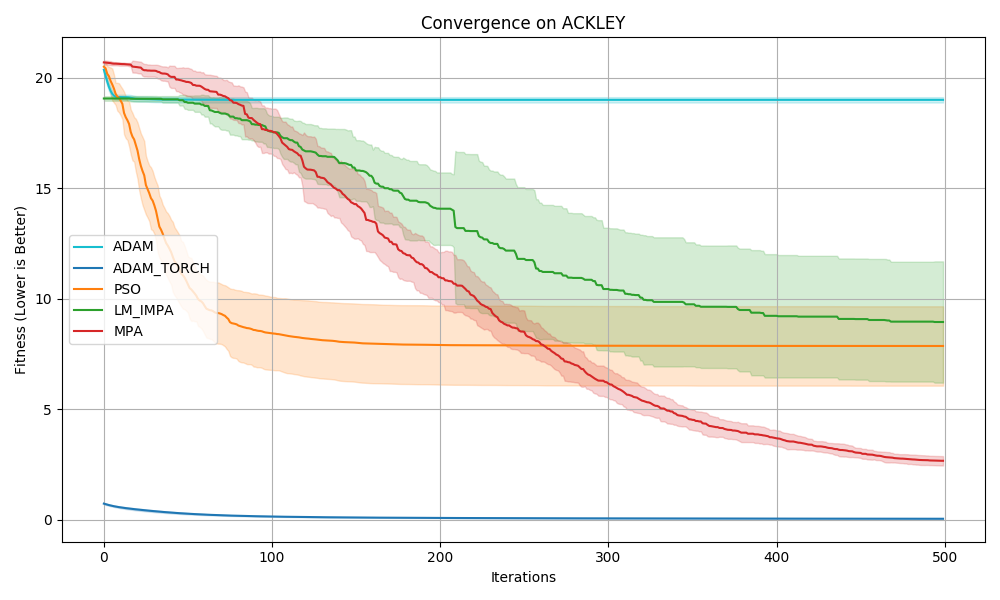 Convergence on ACKLEY
Fitness (Lower is Better)
20
15
10
5
0
ADAM
ADAM_TORCH
PSO
LM_IMPA
MPA
0 100 200 300 400 500
Iterations